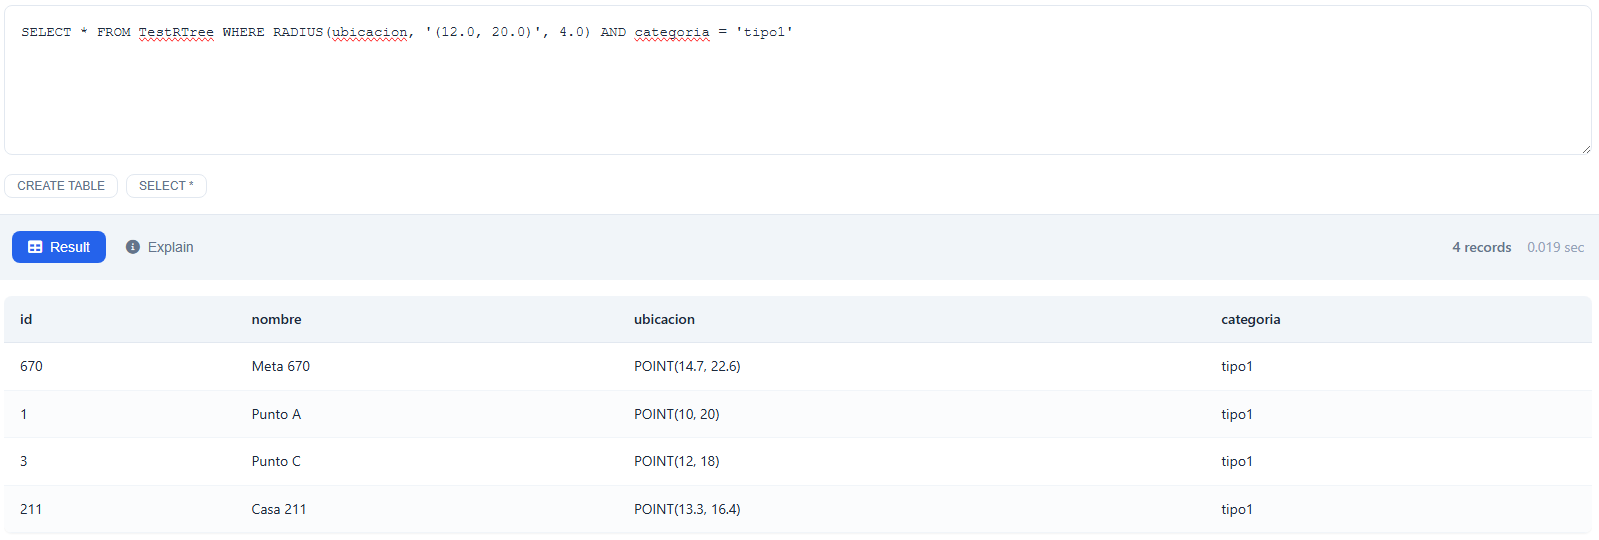 SELECT * FROM TestRTree WHERE RADIUS(ubicacion, '(12.0, 20.0)', 4.0) AND categoria = 'tipo1'
CREATE TABLE SELECT *
Result Explain 4 records 0.019 sec
id nombre ubicacion categoria
670 Meta 670 POINT(14.7, 22.6) tipo1
1 Punto A POINT(10, 20) tipo1
3 Punto C POINT(12, 18) tipo1
211 Casa 211 POINT(13.3, 16.4) tipo1